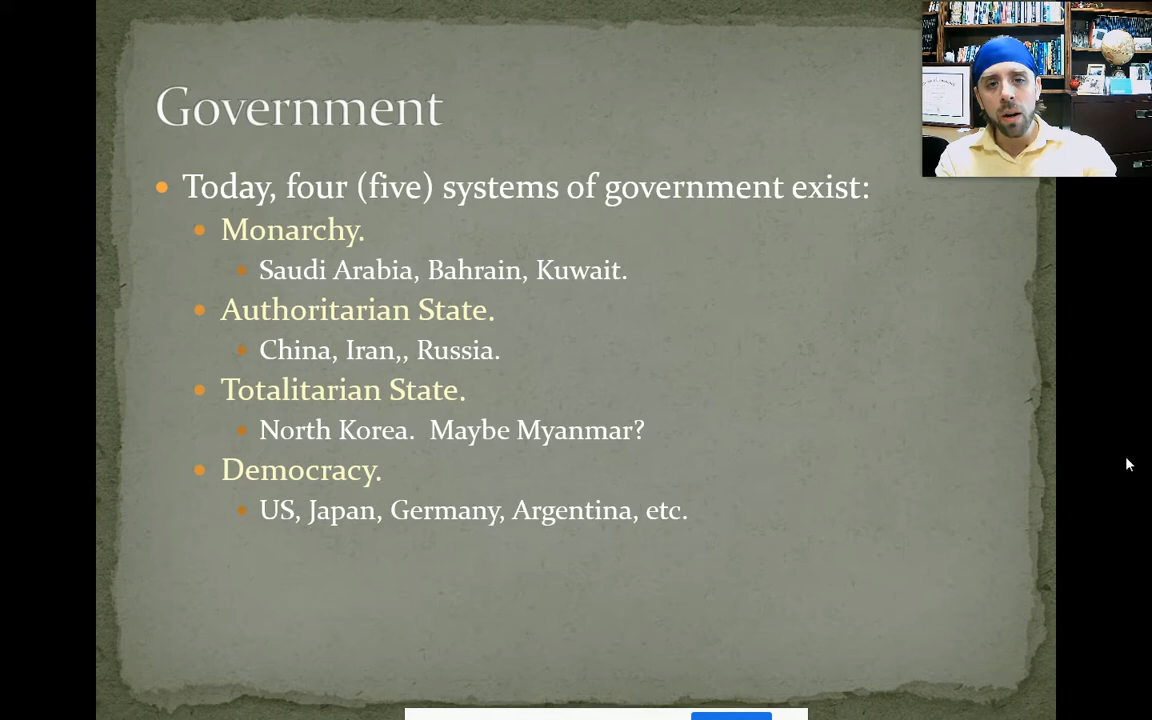 Government
Today, four (five) systems of government exist:
Monarchy.
Saudi Arabia, Bahrain, Kuwait.
Authoritarian State.
China, Iran,, Russia.
Totalitarian State.
North Korea.  Maybe Myanmar?
Democracy.
US, Japan, Germany, Argentina, etc.